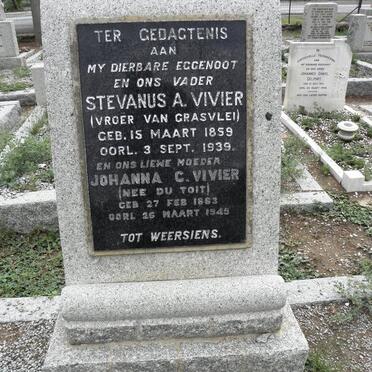 TER GEDAGTENIS
AAN
MY DIERBARE EGGENOOT
EN ONS VADER
STEVANUS A. VIVIER
(VROER VAN GRASVLEI)
GEB. 15 MAART 1859
OORL. 3 SEPT. 1939.
EN ONS LIEWE MOEDER
JOHANNA C. VIVIER
(NEE DU TOIT)
GEB 27 FEB 1863
OORL 26 MAART 1945
TOT WEERSIENS.